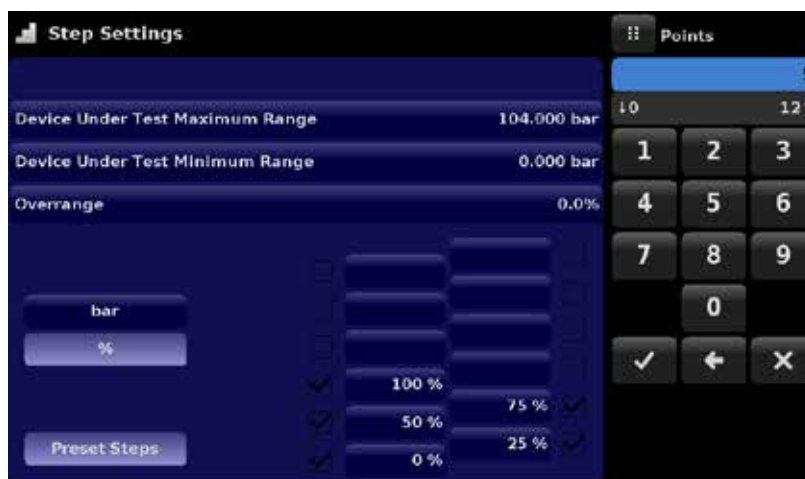 Step Settings
Points
Device Under Test Maximum Range 104.000 bar
↓0 12
Device Under Test Minimum Range 0.000 bar
1 2 3
Overrange 0.0%
4 5 6
7 8 9
bar
0
%
100 %
75 %
50 %
25 %
Preset Steps
0 %